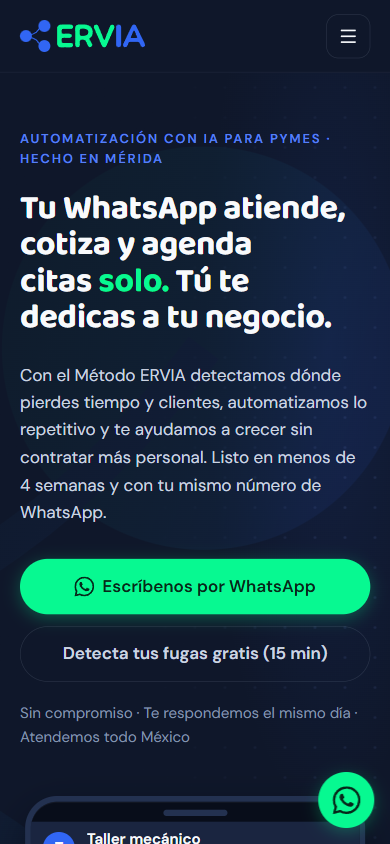 ERVIA
AUTOMATIZACIÓN CON IA PARA PYMES ·
HECHO EN MÉRIDA
Tu WhatsApp atiende,
cotiza y agenda
citas solo. Tú te
dedicas a tu negocio.
Con el Método ERVIA detectamos dónde
pierdes tiempo y clientes, automatizamos lo
repetitivo y te ayudamos a crecer sin
contratar más personal. Listo en menos de
4 semanas y con tu mismo número de
WhatsApp.
Escríbenos por WhatsApp
Detecta tus fugas gratis (15 min)
Sin compromiso · Te respondemos el mismo día ·
Atendemos todo México
Taller mecánico